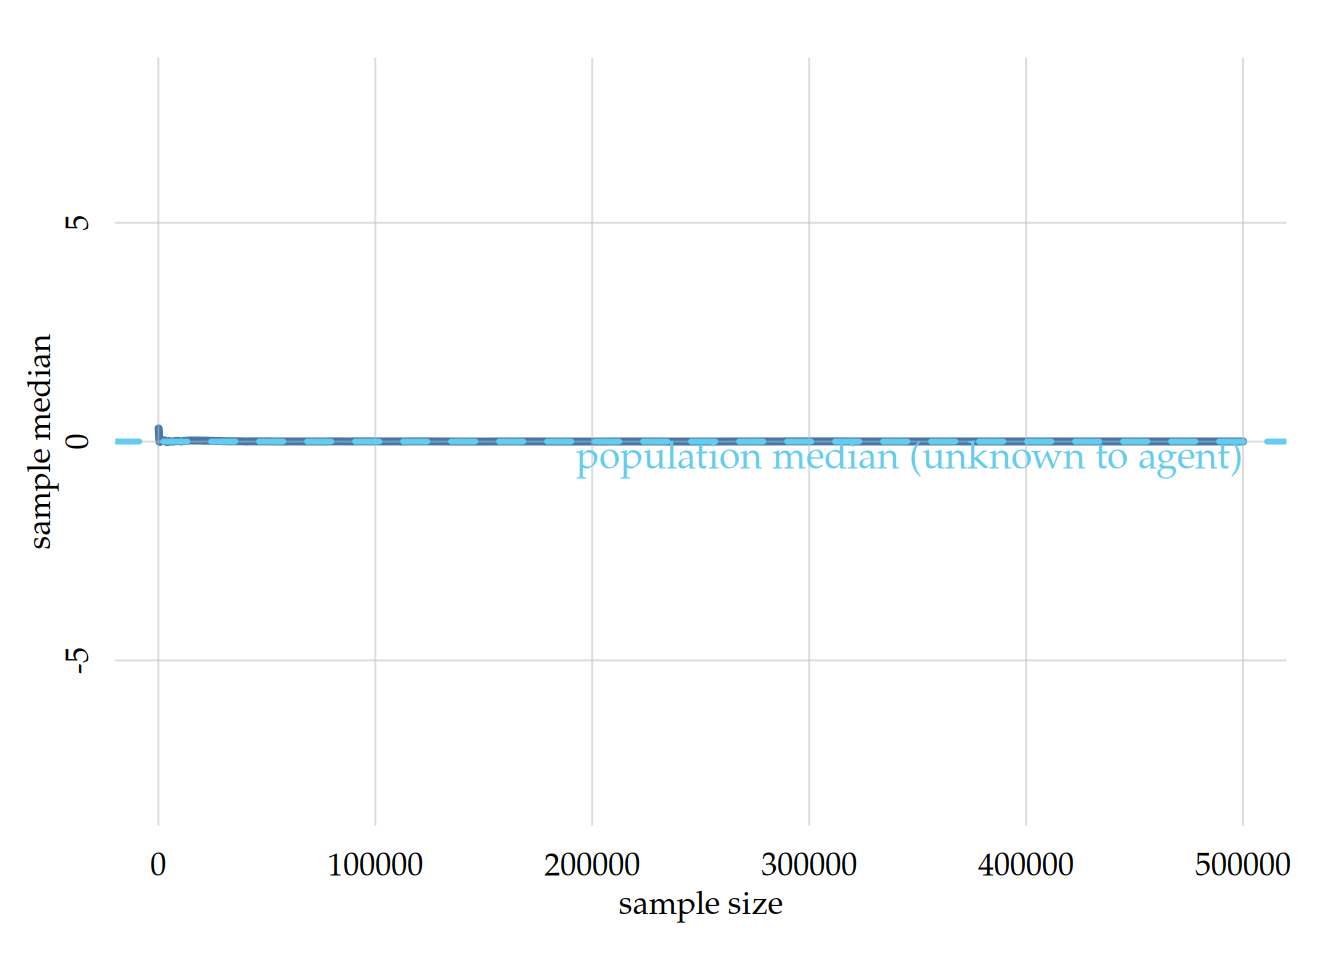 5
0
-5
sample median
population median (unknown to agent)
0 100000 200000 300000 400000 500000
sample size